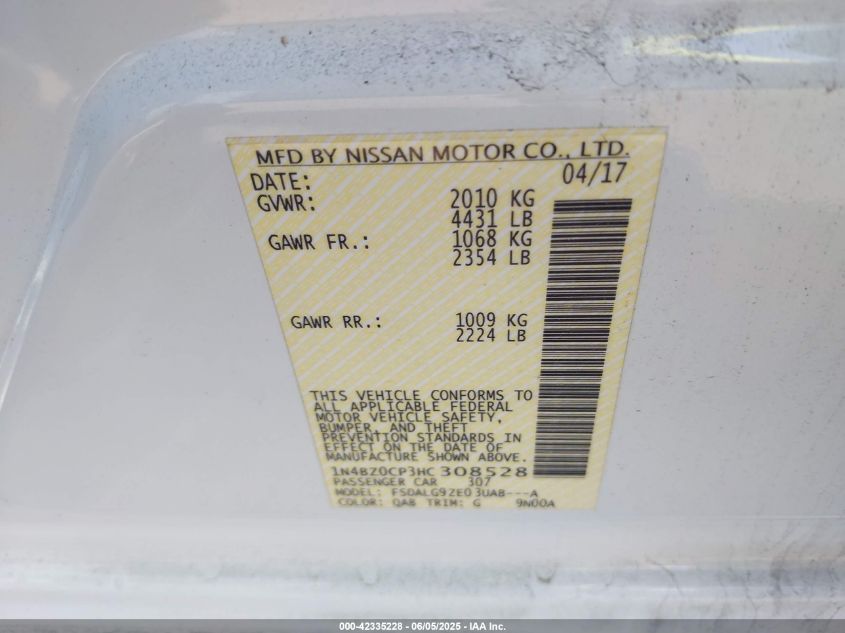 MFD BY NISSAN MOTOR CO., LTD.
DATE: 04/17
GVWR: 2010 KG
4431 LB
GAWR FR.: 1068 KG
2354 LB
GAWR RR.: 1009 KG
2224 LB
THIS VEHICLE CONFORMS TO
ALL APPLICABLE FEDERAL
MOTOR VEHICLE SAFETY,
BUMPER, AND THEFT
PREVENTION STANDARDS IN
EFFECT ON THE DATE OF
MANUFACTURE SHOWN ABOVE.
1N4BZ0CP3HC308528
PASSENGER CAR 307
MODEL: FSDALG9ZE03UAB---A
COLOR: QAB TRIM: G 9N00A
000-42335228 - 06/05/2025 - IAA Inc.